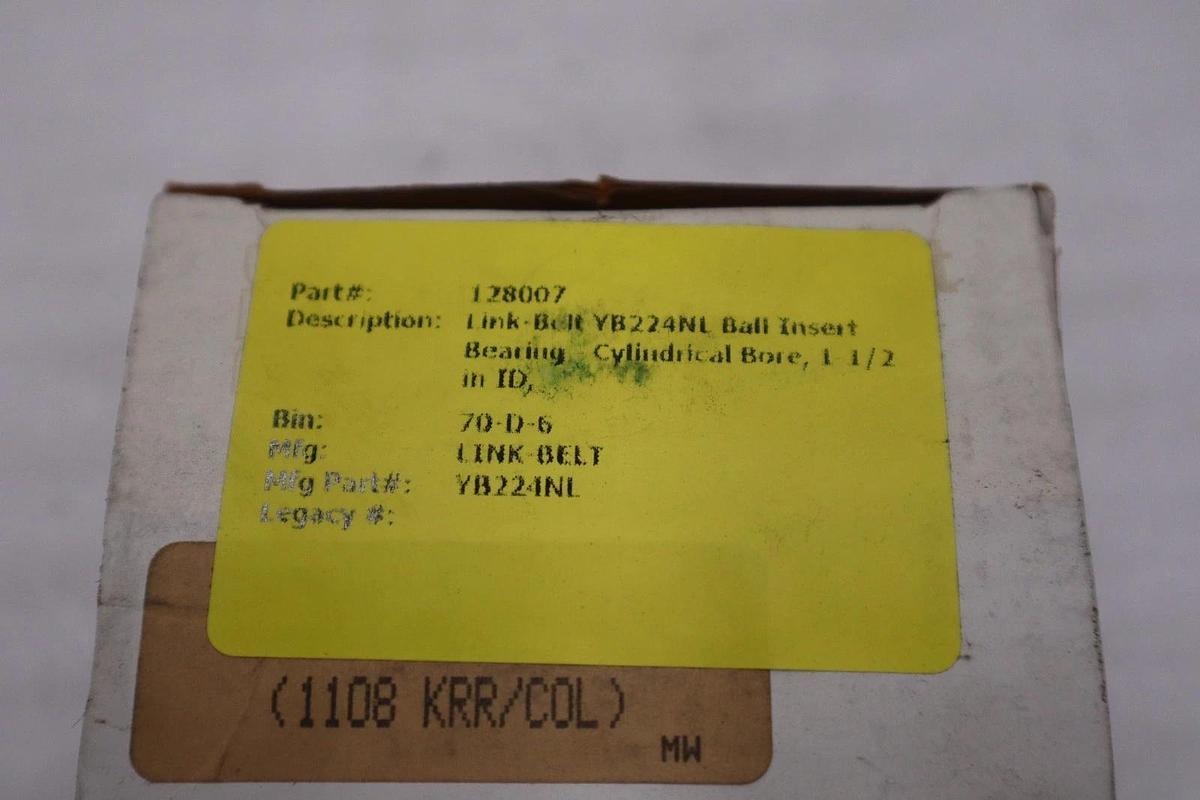 Part#: 128007
Description: Link-Belt YB224NL Ball Insert
Bearing - Cylindrical Bore, 1 1/2
in ID,
Bin: 70-D-6
Mfg: LINK-BELT
Mfg Part#: YB224NL
Legacy #:
(1108 KRR/COL)
MW